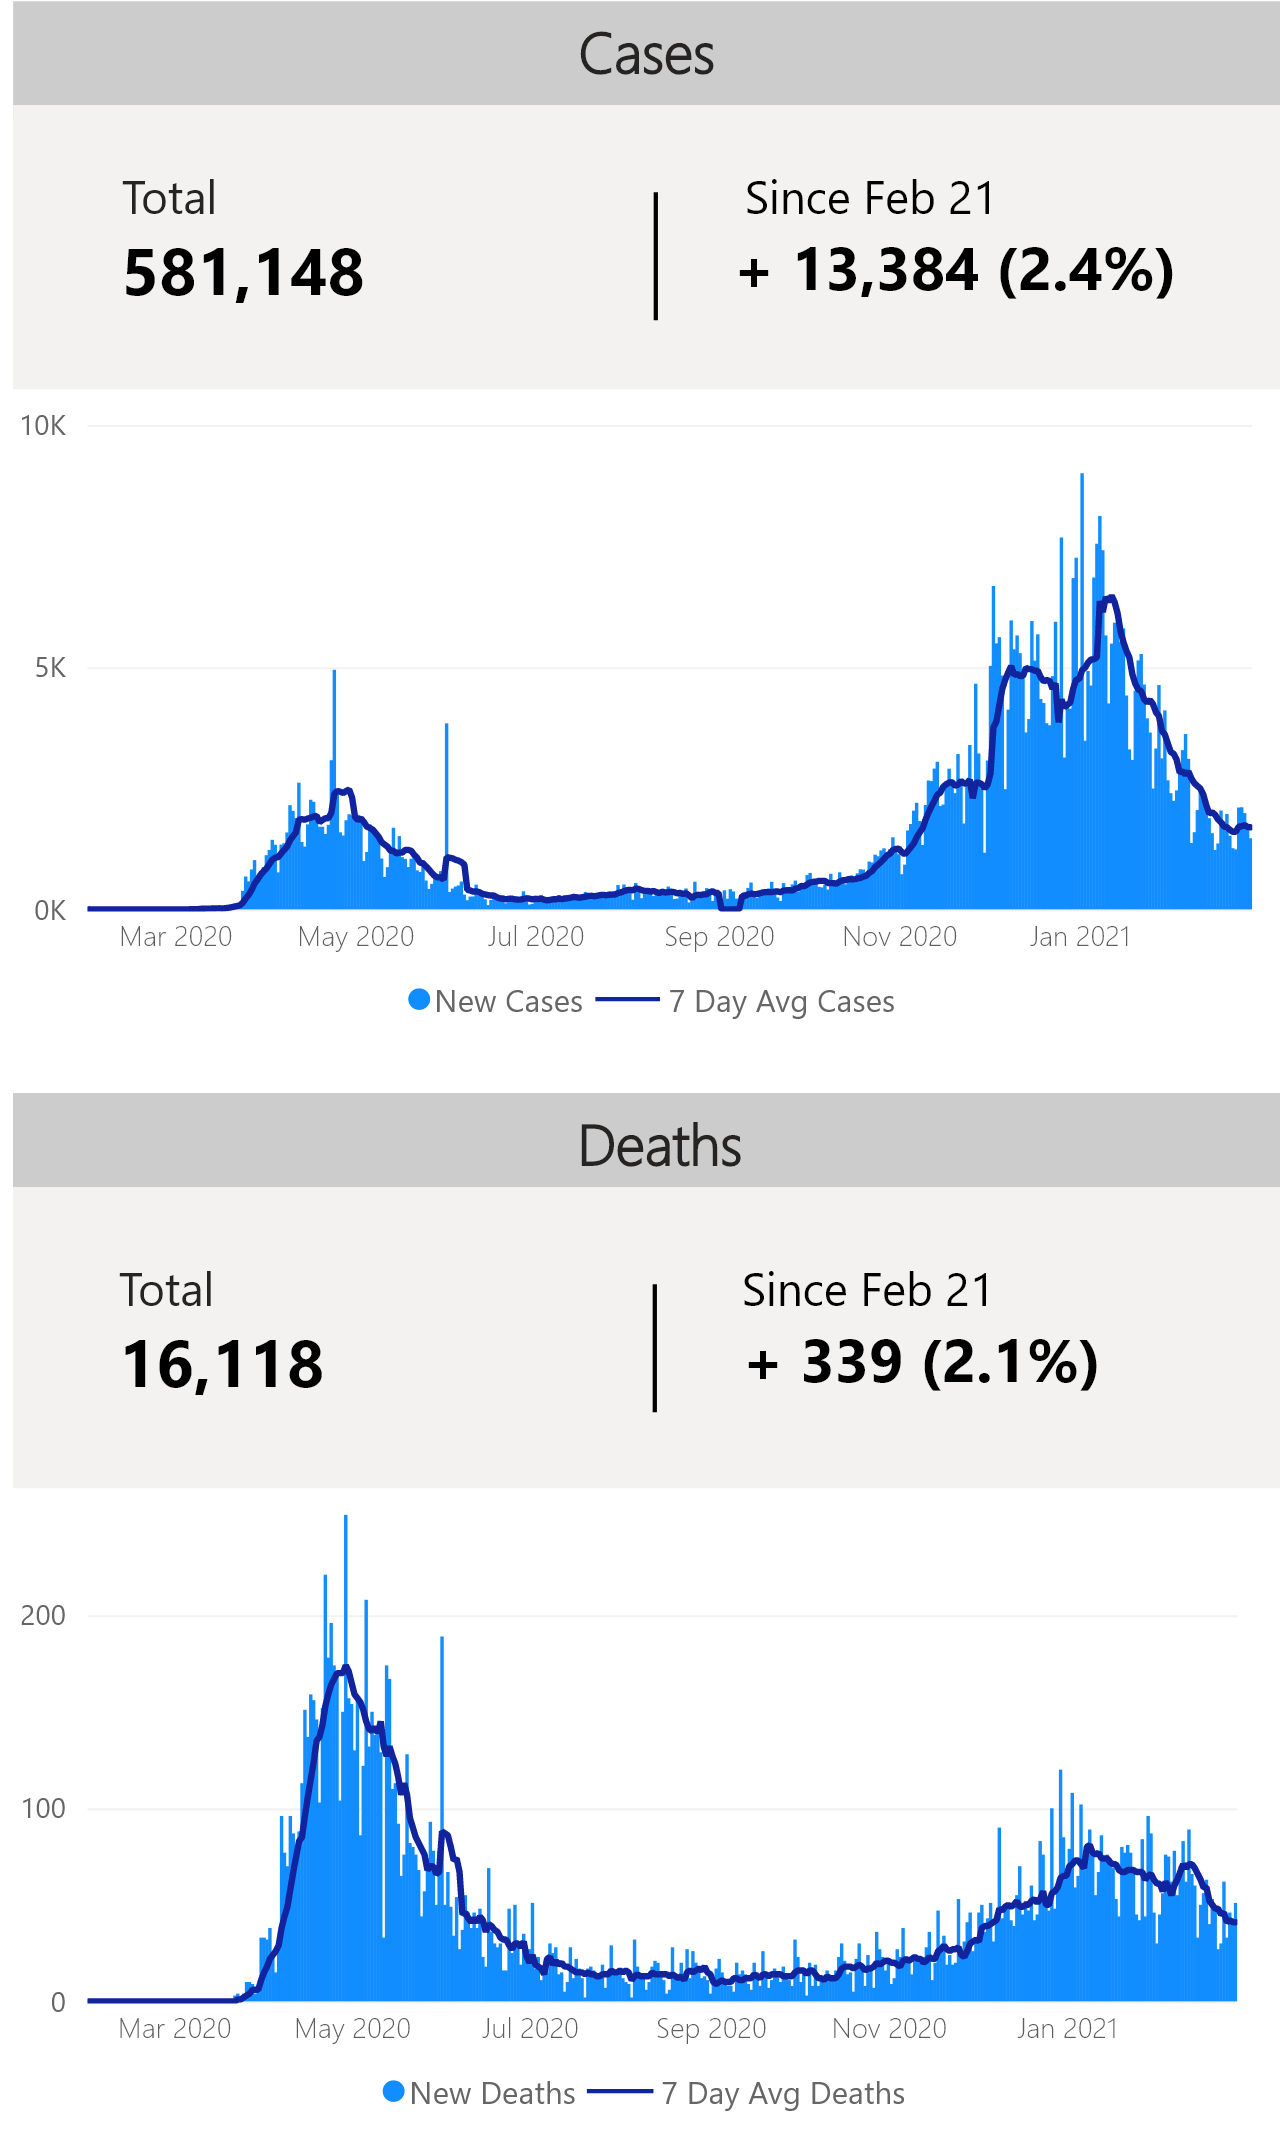 Cases
Total
Since Feb 21
581,148
+ 13,384 (2.4%)
10K
5K
0K
Mar 2020 May 2020 Jul 2020 Sep 2020 Nov 2020 Jan 2021
New Cases 7 Day Avg Cases
Deaths
Total
Since Feb 21
16,118
+ 339 (2.1%)
200
100
0
Mar 2020 May 2020 Jul 2020 Sep 2020 Nov 2020 Jan 2021
New Deaths 7 Day Avg Deaths